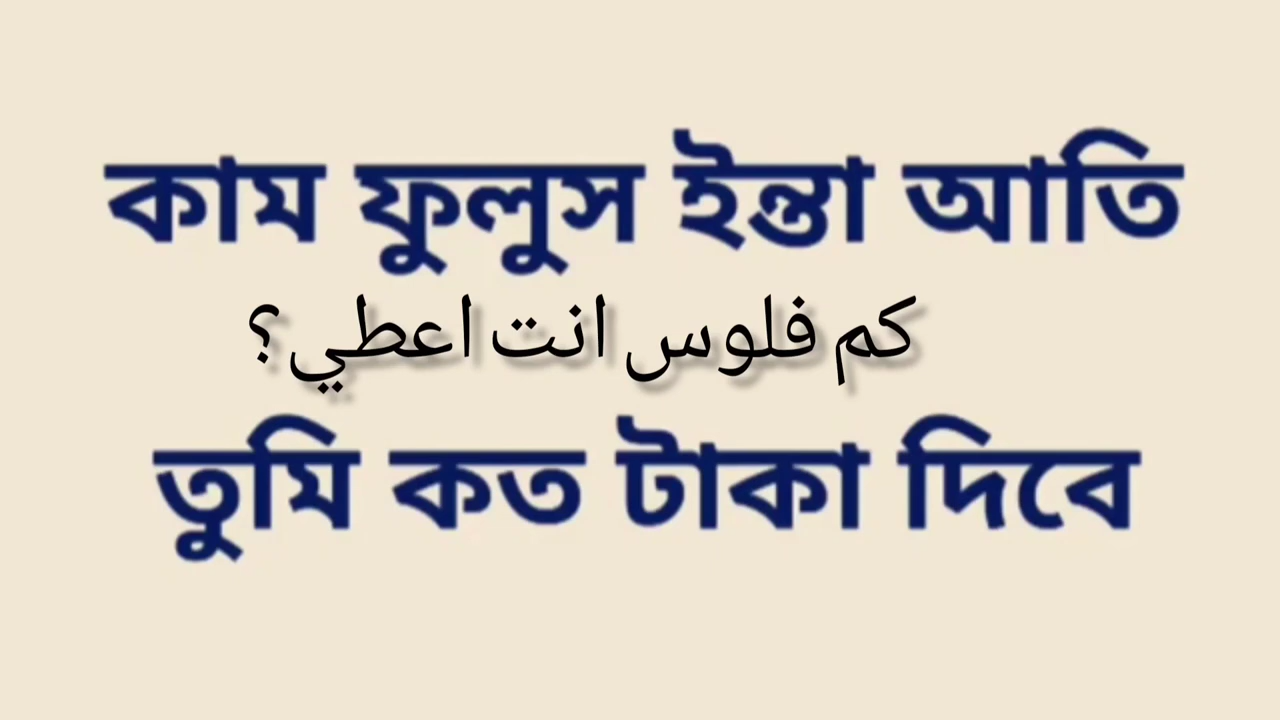 কাম ফুলুস ইন্তা আতি
كم فلوس انت اعطي؟
তুমি কত টাকা দিবে